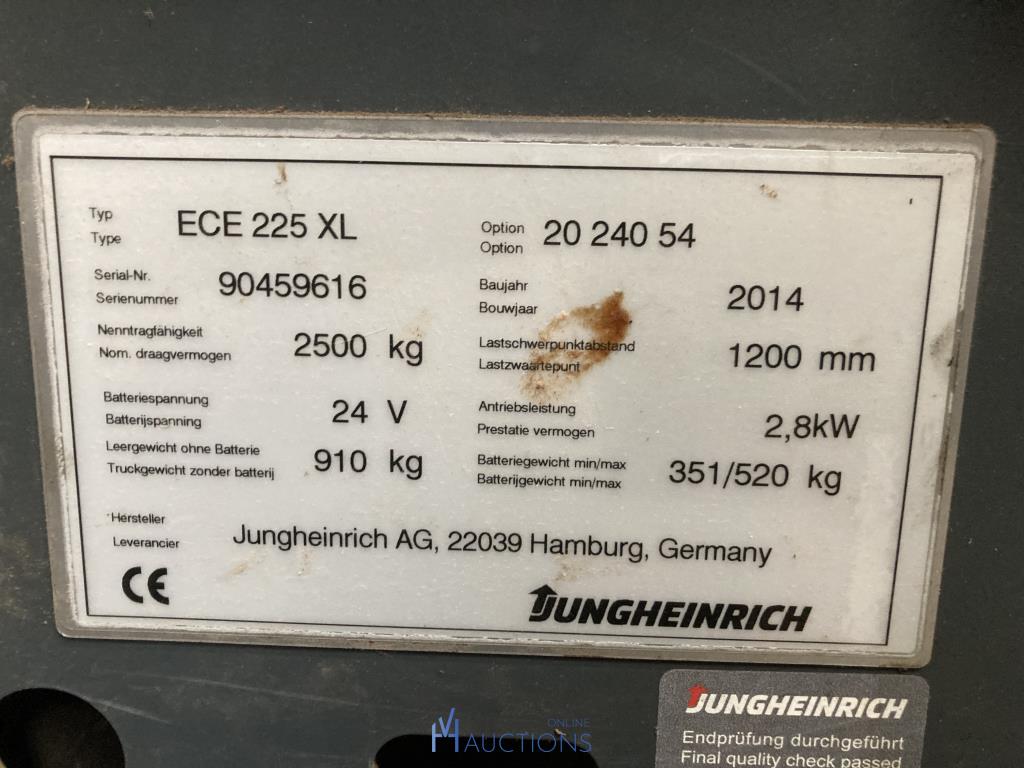 Typ
Type
ECE 225 XL
Option
Option
20 240 54
Serial-Nr.
Serienummer
90459616
Baujahr
Bouwjaar
2014
Nenntragfähigkeit
Nom. draagvermogen
2500 kg
Lastschwerpunktabstand
Lastzwaartepunt
1200 mm
Batteriespannung
Batterijspanning
24 V
Antriebsleistung
Prestatie vermogen
2,8kW
Leergewicht ohne Batterie
Truckgewicht zonder batterij
910 kg
Batteriegewicht min/max
Batterijgewicht min/max
351/520 kg
Hersteller
Leverancier
Jungheinrich AG, 22039 Hamburg, Germany
CE
JUNGHEINRICH
JUNGHEINRICH
Endprüfung durchgeführt
Final quality check passed
VH ONLINE
AUCTIONS